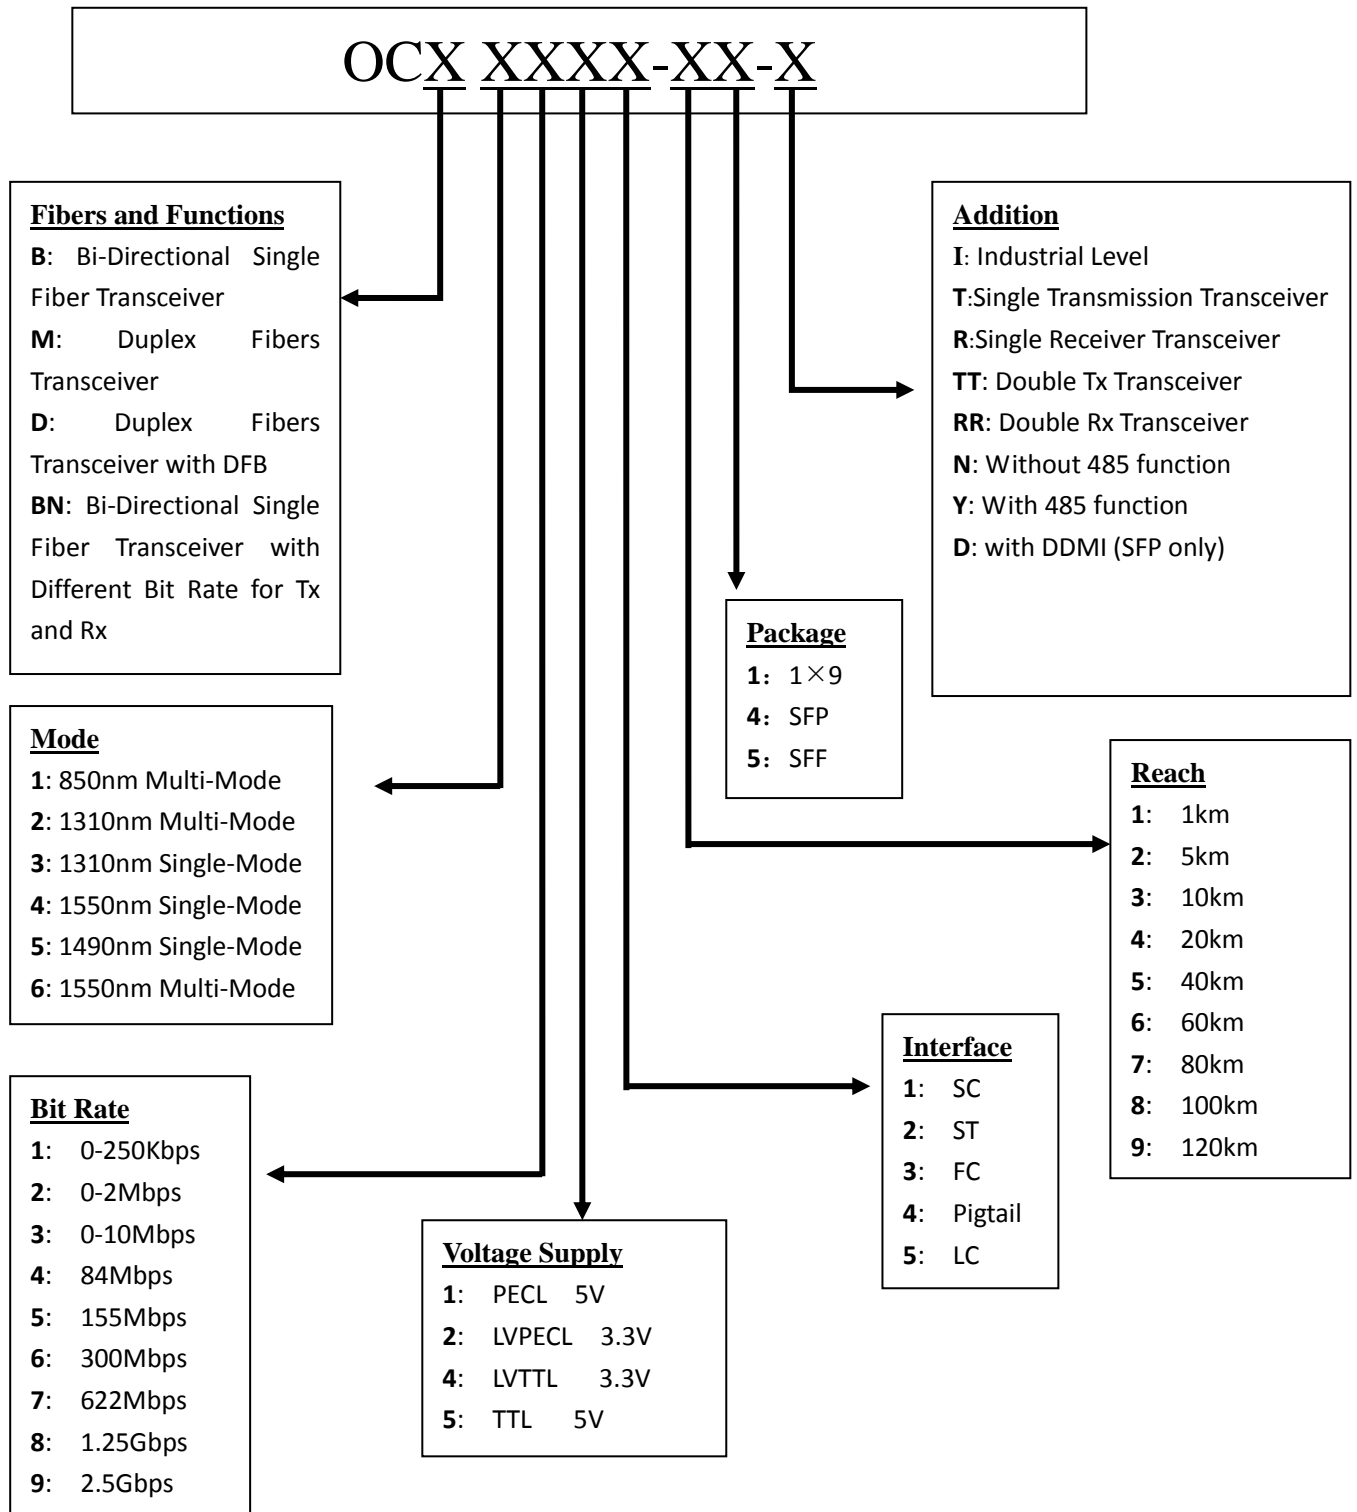 OCX XXXX-XX-X
Fibers and Functions
B: Bi-Directional Single
Fiber Transceiver
M: Duplex Fibers
Transceiver
D: Duplex Fibers
Transceiver with DFB
BN: Bi-Directional Single
Fiber Transceiver with
Different Bit Rate for Tx
and Rx
Addition
I: Industrial Level
T:Single Transmission Transceiver
R:Single Receiver Transceiver
TT: Double Tx Transceiver
RR: Double Rx Transceiver
N: Without 485 function
Y: With 485 function
D: with DDMI (SFP only)
Package
1: 1×9
4: SFP
5: SFF
Mode
1: 850nm Multi-Mode
2: 1310nm Multi-Mode
3: 1310nm Single-Mode
4: 1550nm Single-Mode
5: 1490nm Single-Mode
6: 1550nm Multi-Mode
Reach
1: 1km
2: 5km
3: 10km
4: 20km
5: 40km
6: 60km
7: 80km
8: 100km
9: 120km
Interface
1: SC
2: ST
3: FC
4: Pigtail
5: LC
Bit Rate
1: 0-250Kbps
2: 0-2Mbps
3: 0-10Mbps
4: 84Mbps
5: 155Mbps
6: 300Mbps
7: 622Mbps
8: 1.25Gbps
9: 2.5Gbps
Voltage Supply
1: PECL 5V
2: LVPECL 3.3V
4: LVTTL 3.3V
5: TTL 5V